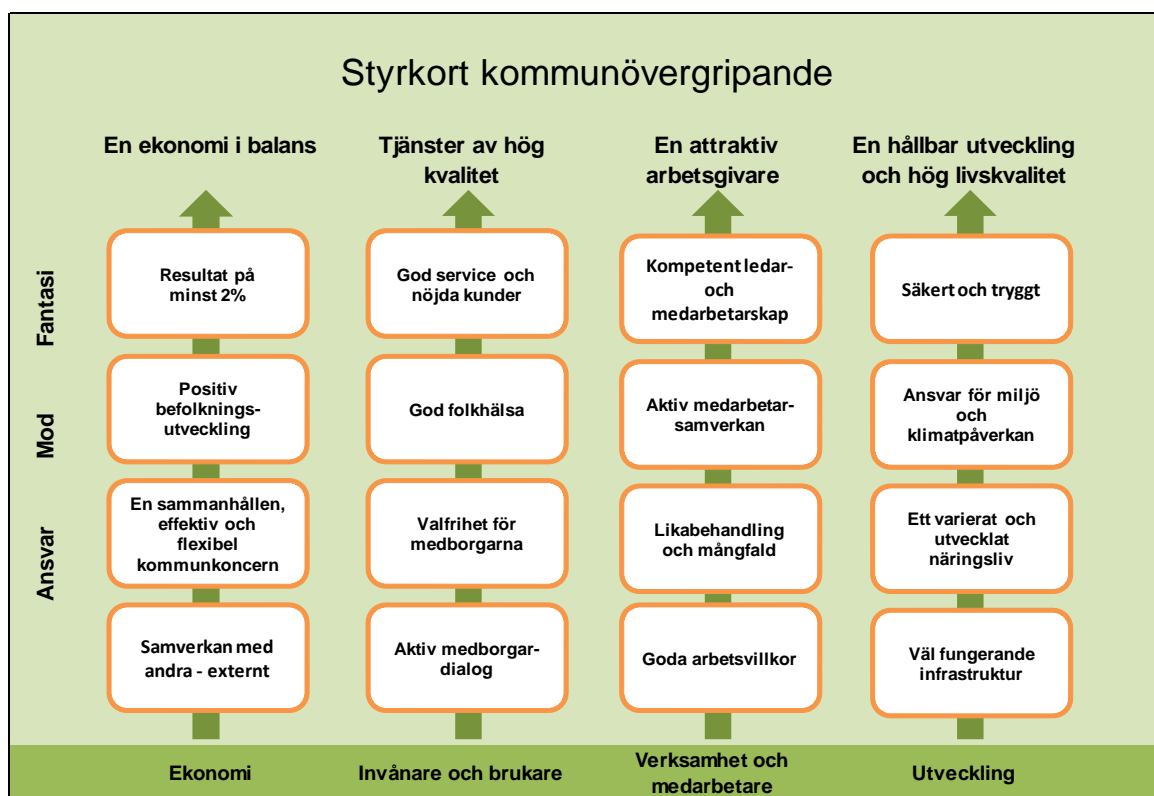 Styrkort kommunövergripande
En ekonomi i balans
Tjänster av hög
kvalitet
En attraktiv
arbetsgivare
En hållbar utveckling
och hög livskvalitet
Fantasi
Mod
Ansvar
Resultat på
minst 2%
Positiv
befolknings-
utveckling
En sammanhållen,
effektiv och
flexibel
kommunkoncern
Samverkan med
andra - externt
God service och
nöjda kunder
God folkhälsa
Valfrihet för
medborgarna
Aktiv medborgar-
dialog
Kompetent ledar-
och
medarbetarskap
Aktiv medarbetar-
samverkan
Likabehandling
och mångfald
Goda arbetsvillkor
Säkert och tryggt
Ansvar för miljö
och
klimatpåverkan
Ett varierat och
utvecklat
näringsliv
Väl fungerande
infrastruktur
Ekonomi
Invånare och brukare
Verksamhet och
medarbetare
Utveckling